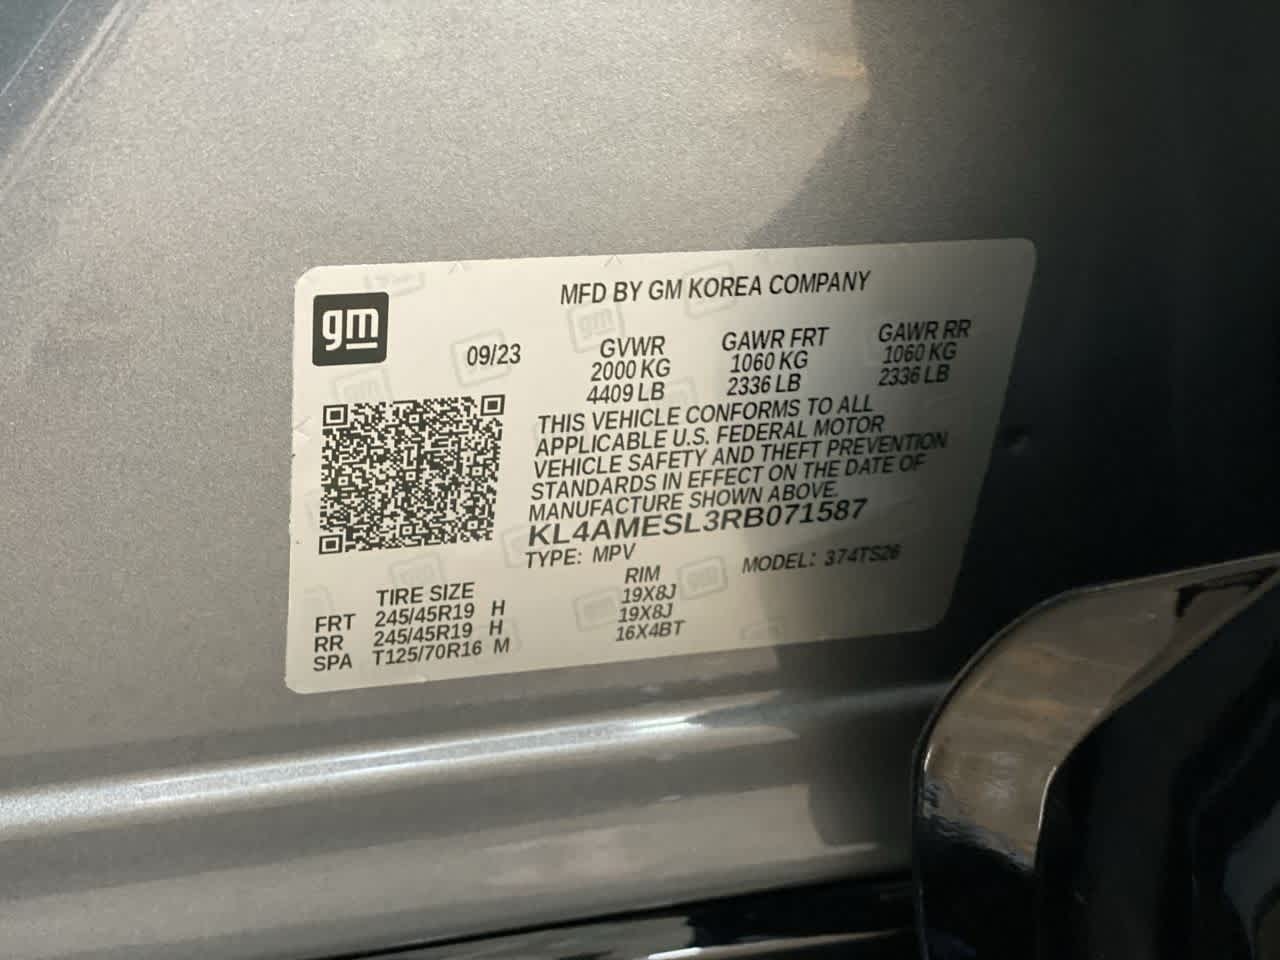 MFD BY GM KOREA COMPANY
gm
09/23
GVWR GAWR FRT GAWR RR
2000 KG 1060 KG 1060 KG
4409 LB 2336 LB 2336 LB
THIS VEHICLE CONFORMS TO ALL
APPLICABLE U.S. FEDERAL MOTOR
VEHICLE SAFETY AND THEFT PREVENTION
STANDARDS IN EFFECT ON THE DATE OF
MANUFACTURE SHOWN ABOVE.
KL4AMESL3RB071587
TYPE: MPV MODEL: 374TS26
TIRE SIZE RIM
FRT 245/45R19 H 19X8J
RR 245/45R19 H 19X8J
SPA T125/70R16 M 16X4BT